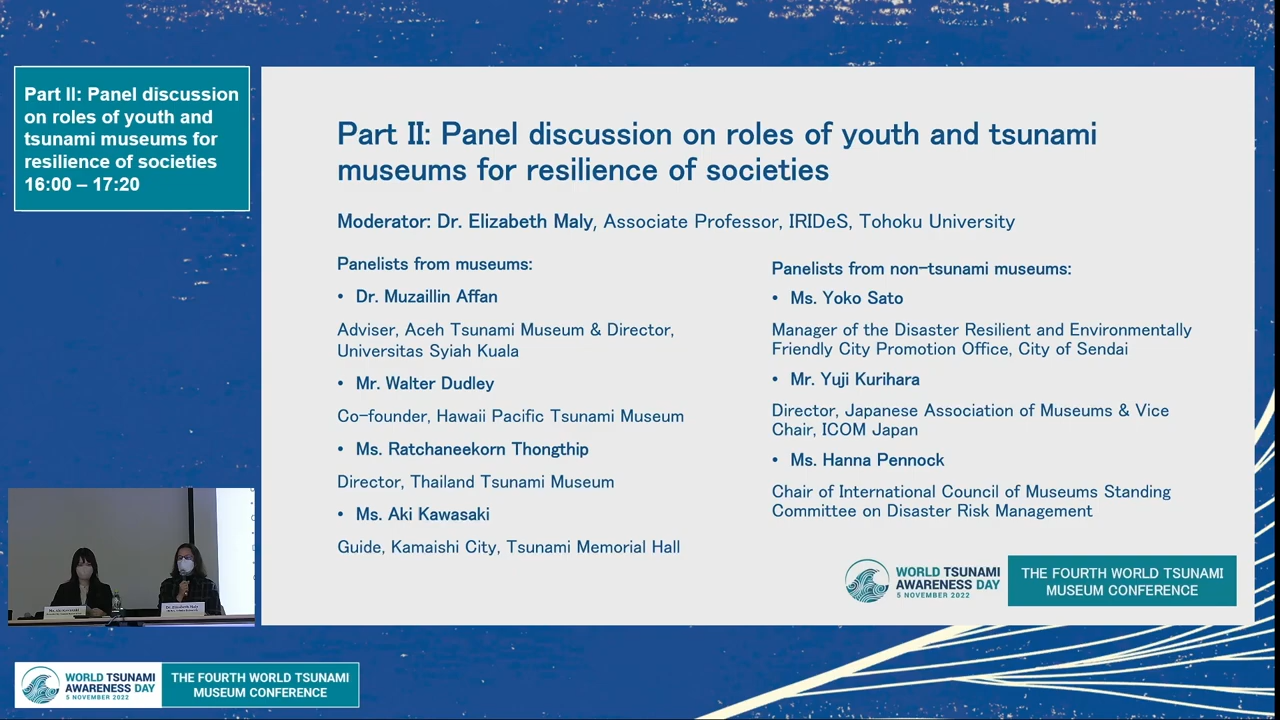 Part II: Panel discussion
on roles of youth and
tsunami museums for
resilience of societies
16:00 – 17:20
Part II: Panel discussion on roles of youth and tsunami
museums for resilience of societies
Moderator: Dr. Elizabeth Maly, Associate Professor, IRIDeS, Tohoku University
Panelists from museums:
• Dr. Muzaillin Affan
Adviser, Aceh Tsunami Museum & Director,
Universitas Syiah Kuala
• Mr. Walter Dudley
Co-founder, Hawaii Pacific Tsunami Museum
• Ms. Ratchaneekorn Thongthip
Director, Thailand Tsunami Museum
• Ms. Aki Kawasaki
Guide, Kamaishi City, Tsunami Memorial Hall
Panelists from non-tsunami museums:
• Ms. Yoko Sato
Manager of the Disaster Resilient and Environmentally
Friendly City Promotion Office, City of Sendai
• Mr. Yuji Kurihara
Director, Japanese Association of Museums & Vice
Chair, ICOM Japan
• Ms. Hanna Pennock
Chair of International Council of Museums Standing
Committee on Disaster Risk Management
WORLD TSUNAMI
AWARENESS DAY
5 NOVEMBER 2022
THE FOURTH WORLD TSUNAMI
MUSEUM CONFERENCE
Dr. Elizabeth Maly
WORLD TSUNAMI
AWARENESS DAY
5 NOVEMBER 2022
THE FOURTH WORLD TSUNAMI
MUSEUM CONFERENCE